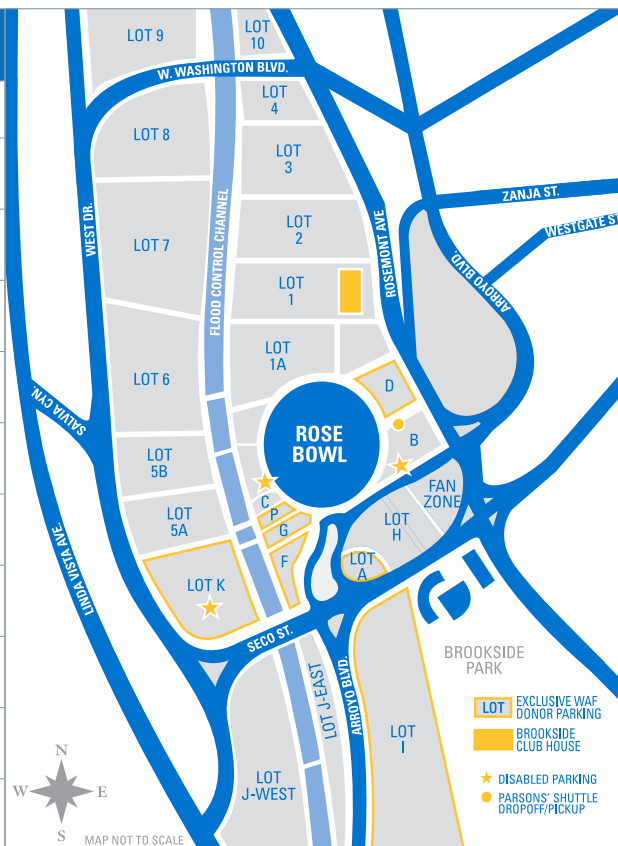 LOT 9
LOT
10
W. WASHINGTON BLVD.
LOT
4
LOT 8
LOT
3
ZANJA ST.
WEST DR.
FLOOD CONTROL CHANNEL
LOT
2
ROSEMONT AVE
WESTGATE ST
LOT 7
ARROYO BLVD.
LOT
1
LOT
1A
LOT 6
D
SALVIA CYN.
ROSE
BOWL
B
LOT
5B
FAN
ZONE
C
P
LOT
5A
G
LOT
H
F
LOT
A
LINDA VISTA AVE.
LOT K
SECO ST.
BROOKSIDE
PARK
LOT J-EAST
ARROYO BLVD.
LOT
I
LOT
J-WEST
LOT
EXCLUSIVE WAF
DONOR PARKING
BROOKSIDE
CLUB HOUSE
DISABLED PARKING
PARSONS' SHUTTLE
DROPOFF/PICKUP
N
W
E
S
MAP NOT TO SCALE